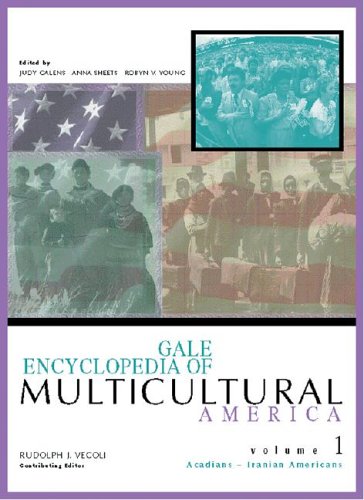 Edited by
JUDY GALENS ANNA SHEETS ROBYN V. YOUNG
GALE
ENCYCLOPEDIA OF
MULTICULTURAL
AMERICA
volume 1
RUDOLPH J. VECOLI
Contributing Editor
Acadians – Iranian Americans